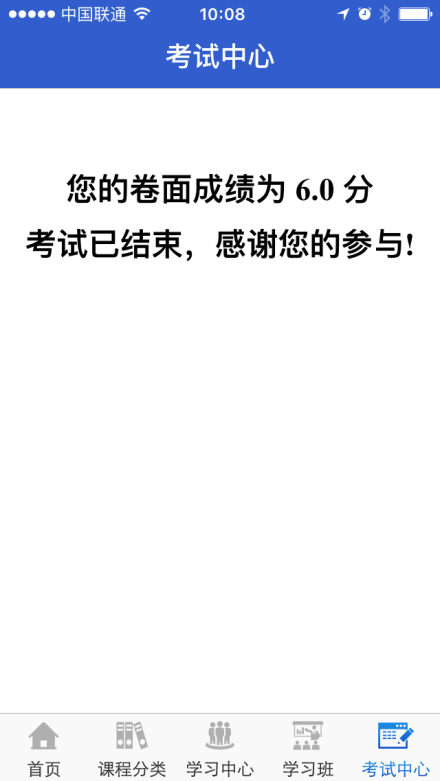 中国联通 10:08
考试中心
您的卷面成绩为 6.0 分
考试已结束，感谢您的参与!
首页 课程分类 学习中心 学习班 考试中心